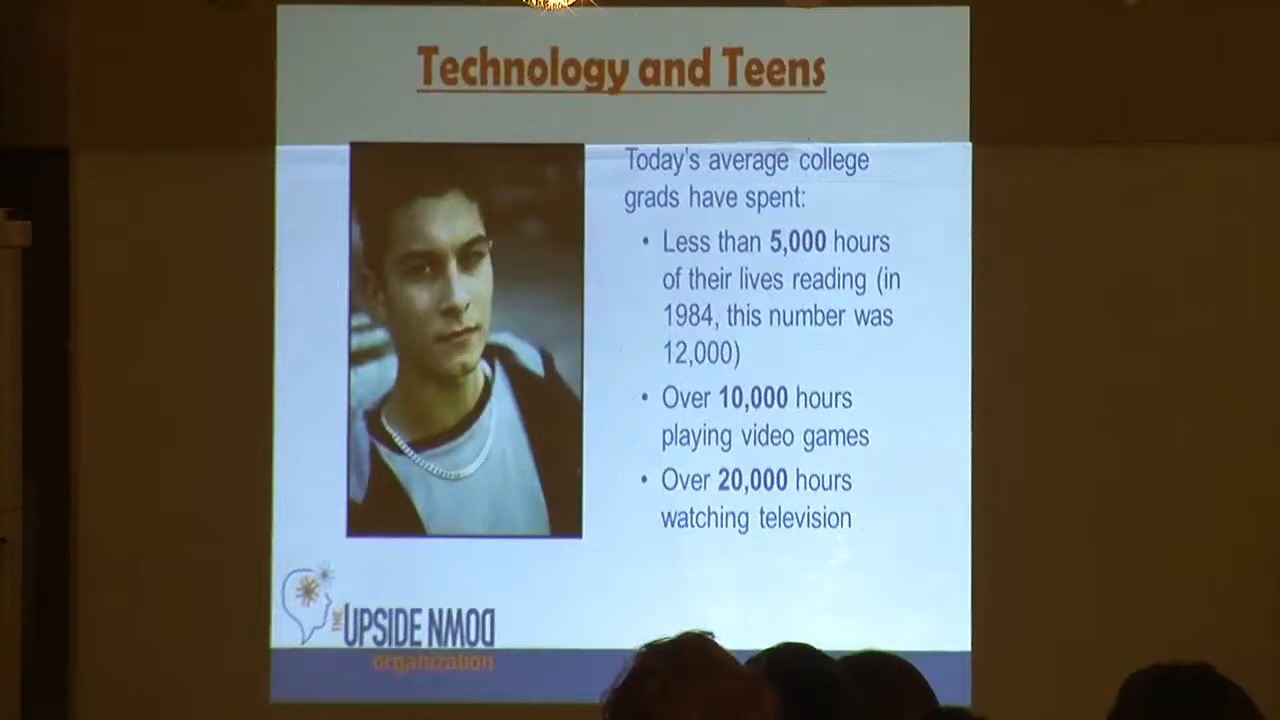 Technology and Teens
Today's average college
grads have spent:
• Less than 5,000 hours
of their lives reading (in
1984, this number was
12,000)
• Over 10,000 hours
playing video games
• Over 20,000 hours
watching television
THE UPSIDE DOWN
organization